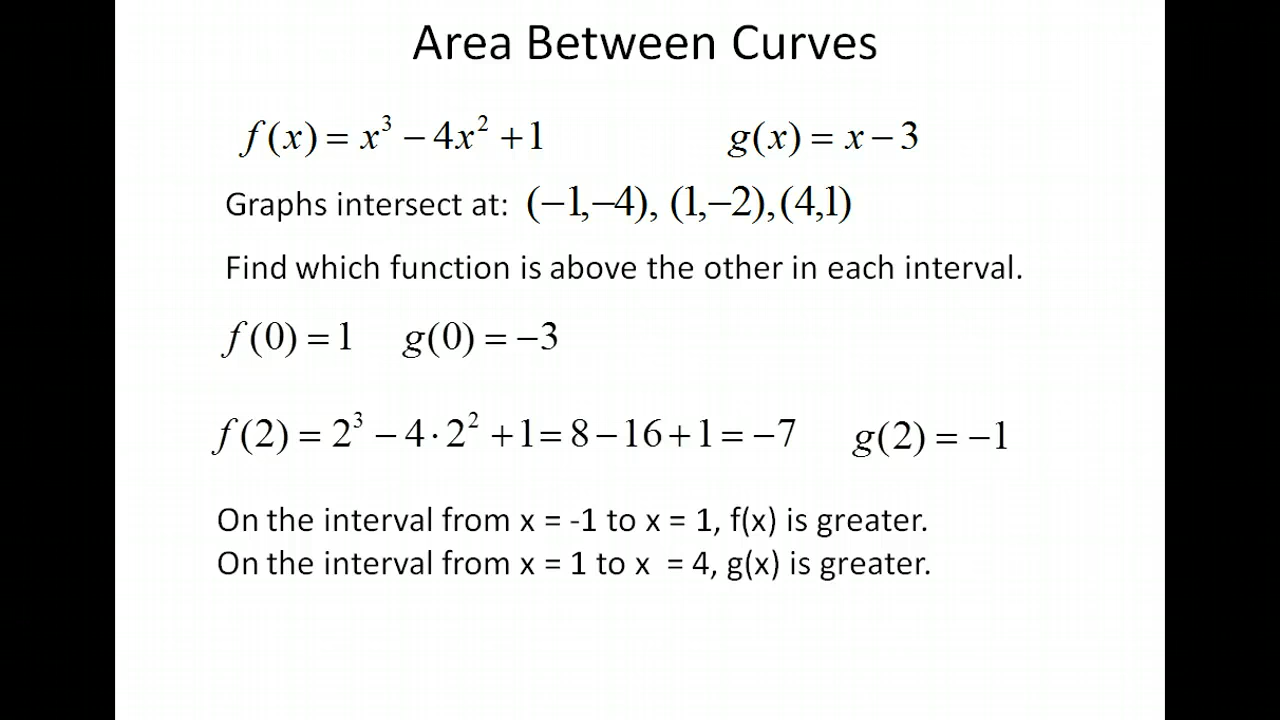 Area Between Curves
f(x) = x³ − 4x² + 1 g(x) = x − 3
Graphs intersect at: (−1,−4), (1,−2),(4,1)
Find which function is above the other in each interval.
f(0) = 1 g(0) = −3
f(2) = 2³ − 4·2² + 1 = 8 − 16 + 1 = −7 g(2) = −1
On the interval from x = -1 to x = 1, f(x) is greater.
On the interval from x = 1 to x = 4, g(x) is greater.